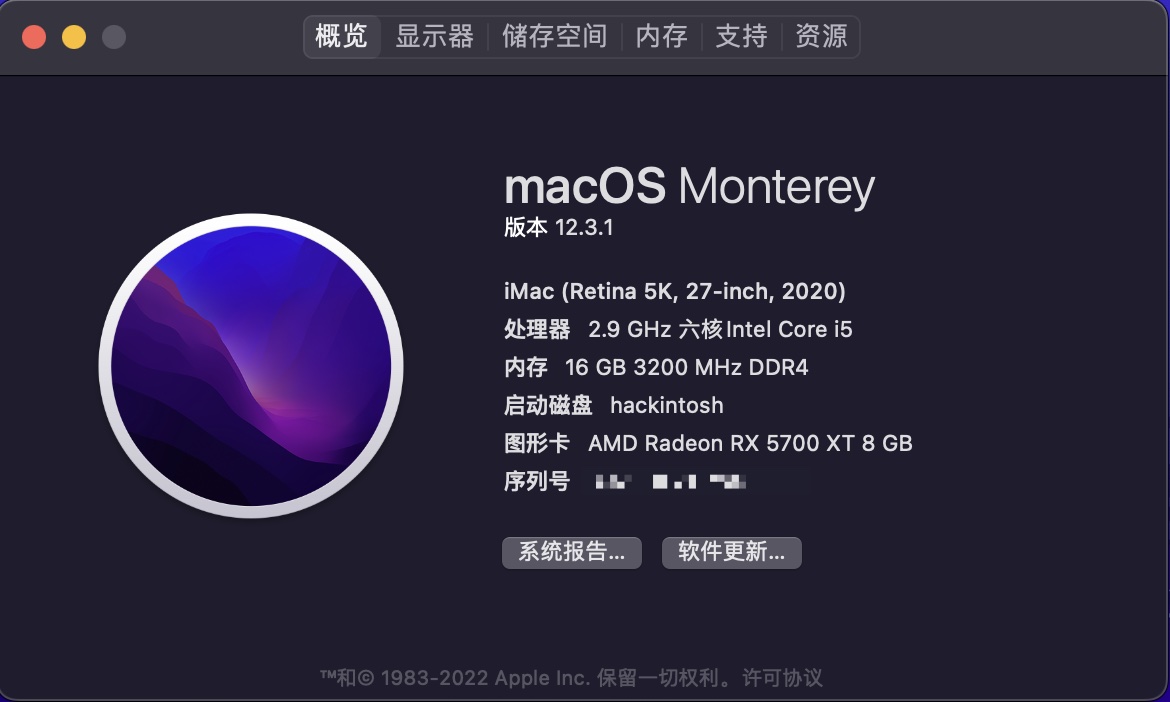 概览 显示器 储存空间 内存 支持 资源
macOS Monterey
版本 12.3.1
iMac (Retina 5K, 27-inch, 2020)
处理器 2.9 GHz 六核Intel Core i5
内存 16 GB 3200 MHz DDR4
启动磁盘 hackintosh
图形卡 AMD Radeon RX 5700 XT 8 GB
序列号
系统报告... 软件更新...
™和© 1983-2022 Apple Inc. 保留一切权利。许可协议